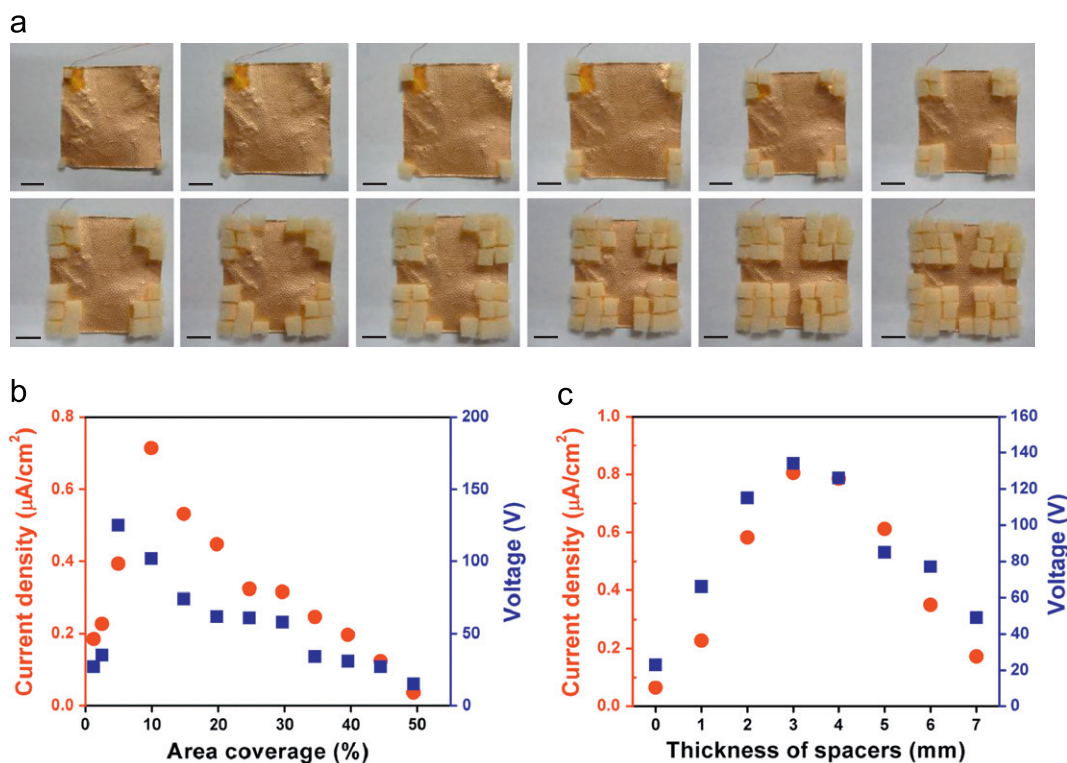 a
b
0.8
0.6
0.4
0.2
0.0
Current density (μA/cm²)
200
150
100
50
0
Voltage (V)
0 10 20 30 40 50
Area coverage (%)
c
1.0
0.8
0.6
0.4
0.2
0.0
Current density (μA/cm²)
160
140
120
100
80
60
40
20
0
Voltage (V)
0 1 2 3 4 5 6 7
Thickness of spacers (mm)